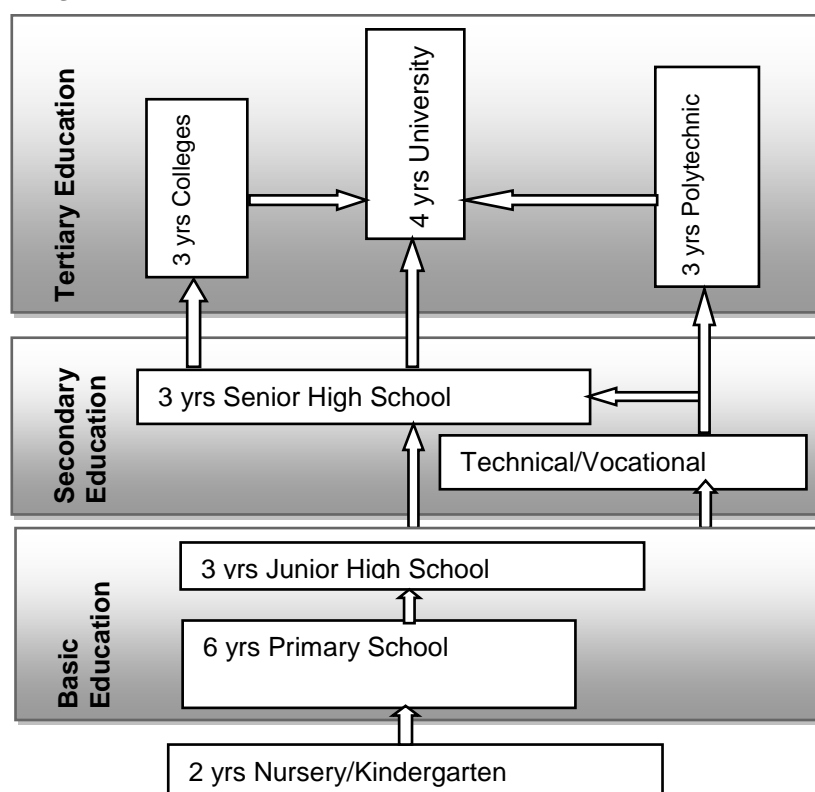 Tertiary Education
3 yrs Colleges
4 yrs University
3 yrs Polytechnic
Secondary
Education
3 yrs Senior High School
Technical/Vocational
Basic
Education
3 yrs Junior High School
6 yrs Primary School
2 yrs Nursery/Kindergarten